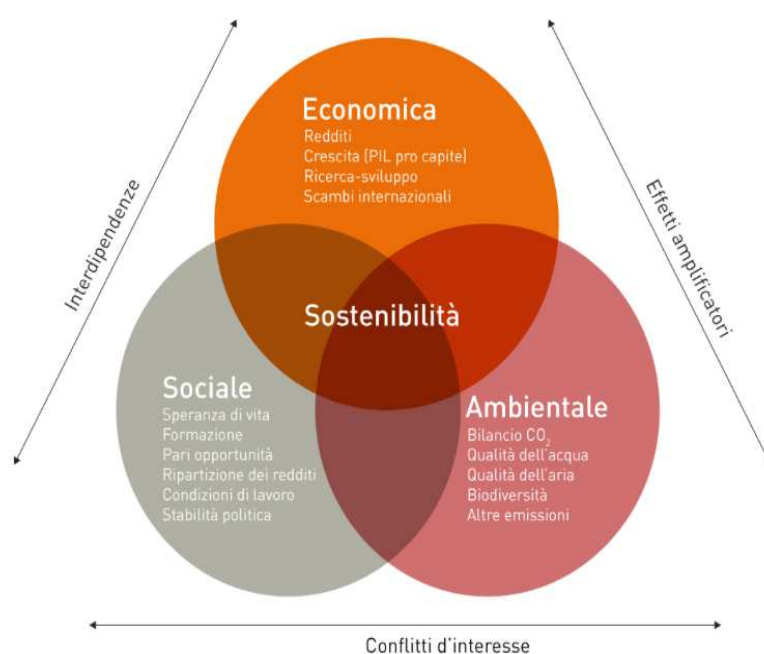 Economica
Redditi
Crescita (PIL pro capite)
Ricerca-sviluppo
Scambi internazionali
Interdipendenze
Effetti amplificatori
Sostenibilità
Sociale
Speranza di vita
Formazione
Pari opportunità
Ripartizione dei redditi
Condizioni di lavoro
Stabilità politica
Ambientale
Bilancio CO₂
Qualità dell'acqua
Qualità dell'aria
Biodiversità
Altre emissioni
Conflitti d'interesse